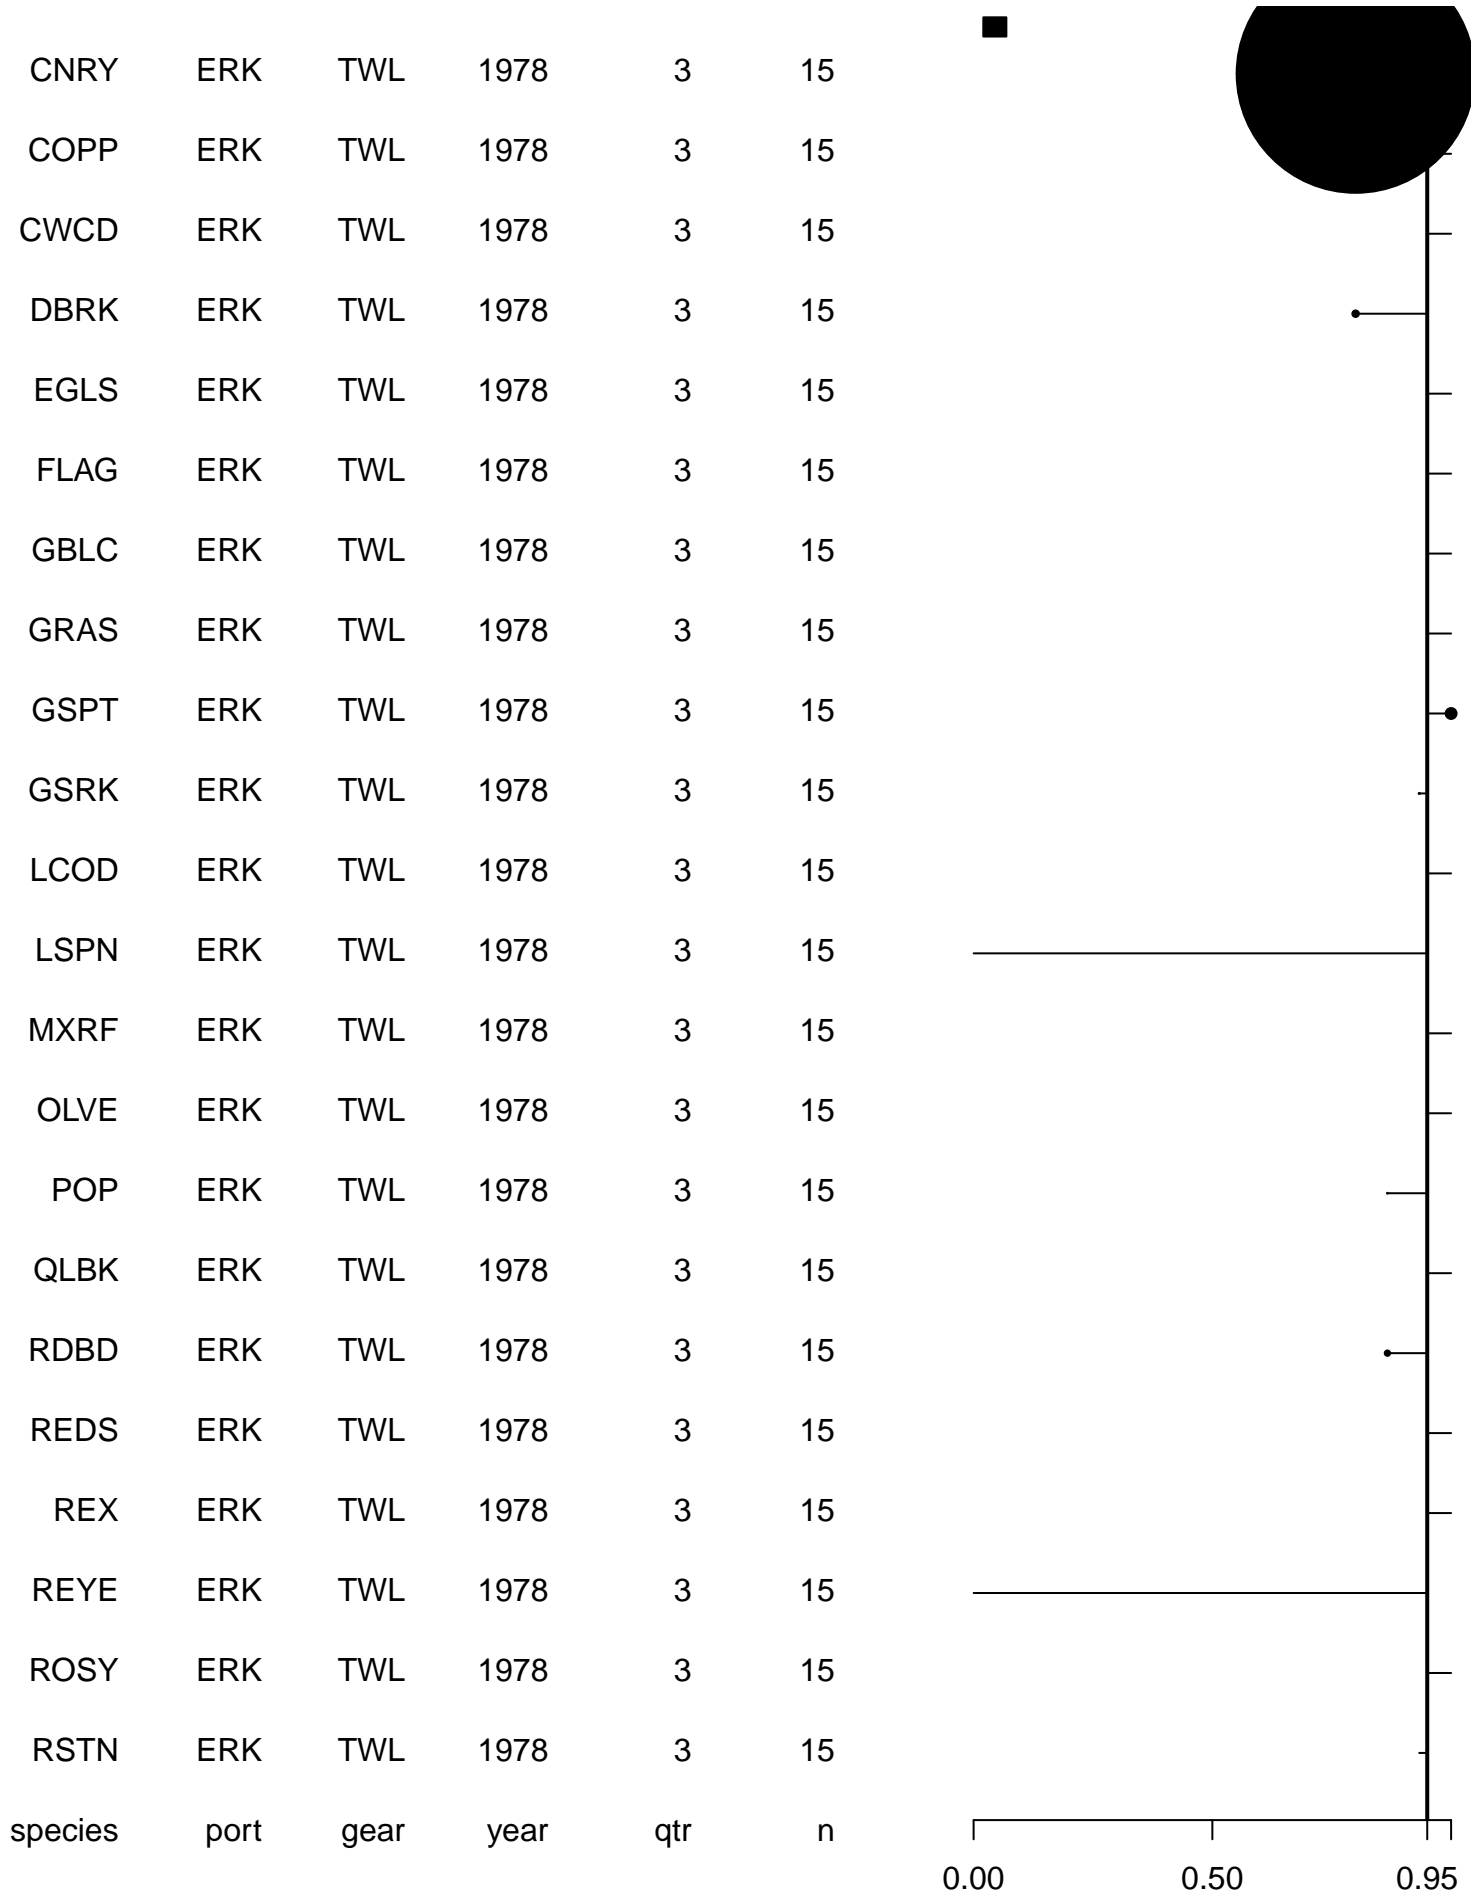 CNRY ERK TWL 1978 3 15
COPP ERK TWL 1978 3 15
CWCD ERK TWL 1978 3 15
DBRK ERK TWL 1978 3 15
EGLS ERK TWL 1978 3 15
FLAG ERK TWL 1978 3 15
GBLC ERK TWL 1978 3 15
GRAS ERK TWL 1978 3 15
GSPT ERK TWL 1978 3 15
GSRK ERK TWL 1978 3 15
LCOD ERK TWL 1978 3 15
LSPN ERK TWL 1978 3 15
MXRF ERK TWL 1978 3 15
OLVE ERK TWL 1978 3 15
POP ERK TWL 1978 3 15
QLBK ERK TWL 1978 3 15
RDBD ERK TWL 1978 3 15
REDS ERK TWL 1978 3 15
REX ERK TWL 1978 3 15
REYE ERK TWL 1978 3 15
ROSY ERK TWL 1978 3 15
RSTN ERK TWL 1978 3 15
species port gear year qtr n
0.00 0.50 0.95